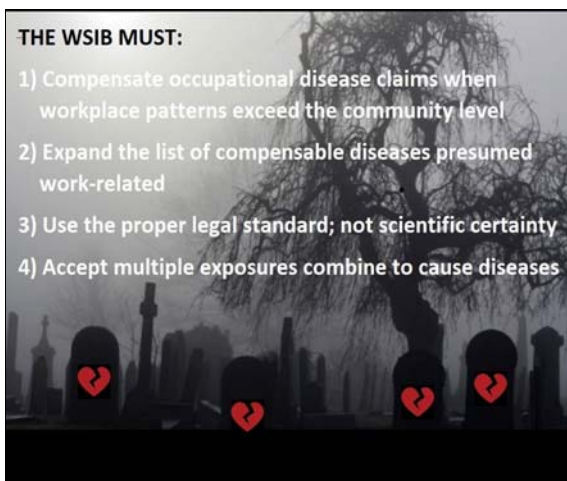 THE WSIB MUST:
1) Compensate occupational disease claims when
workplace patterns exceed the community level
2) Expand the list of compensable diseases presumed
work-related
3) Use the proper legal standard; not scientific certainty
4) Accept multiple exposures combine to cause diseases